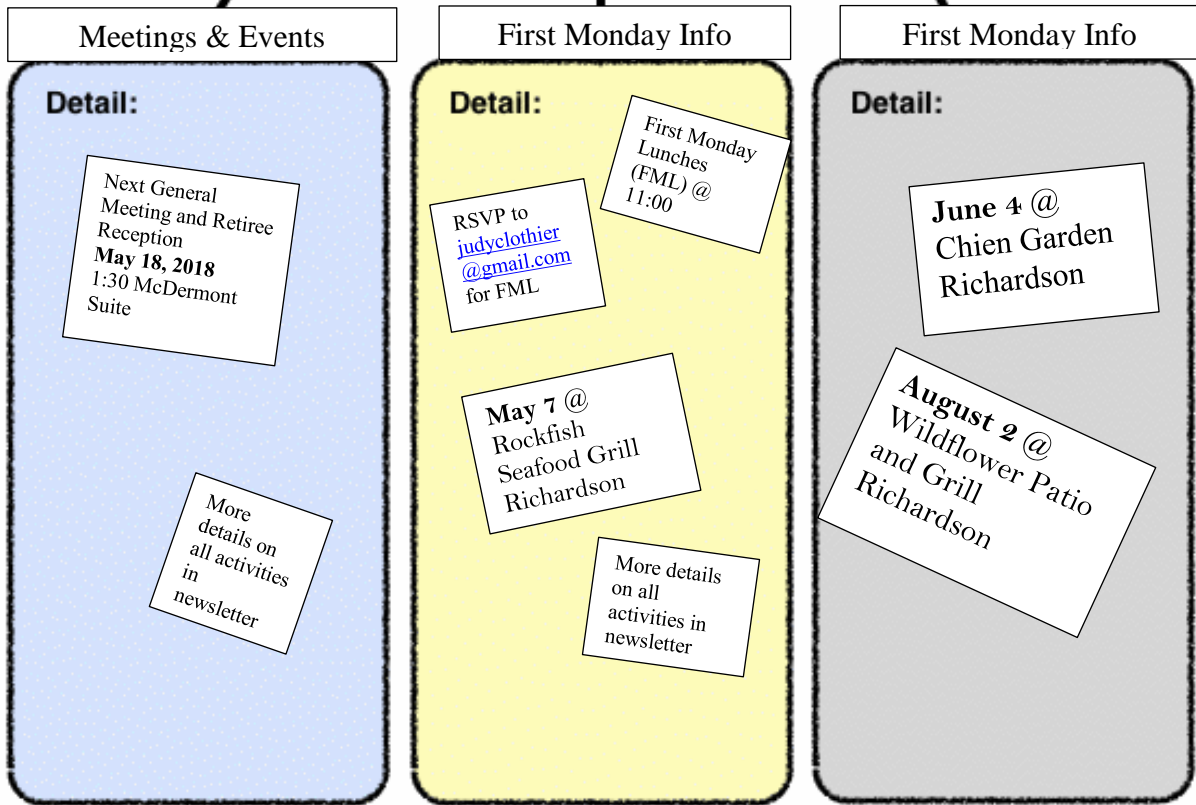 Meetings & Events
Detail:
Next General
Meeting and Retiree
Reception
May 18, 2018
1:30 McDermont
Suite
More
details on
all activities
in
newsletter
First Monday Info
Detail:
First Monday
Lunches
(FML) @
11:00
RSVP to
judyclothier
@gmail.com
for FML
May 7 @
Rockfish
Seafood Grill
Richardson
More details
on all
activities in
newsletter
First Monday Info
Detail:
June 4 @
Chien Garden
Richardson
August 2 @
Wildflower Patio
and Grill
Richardson